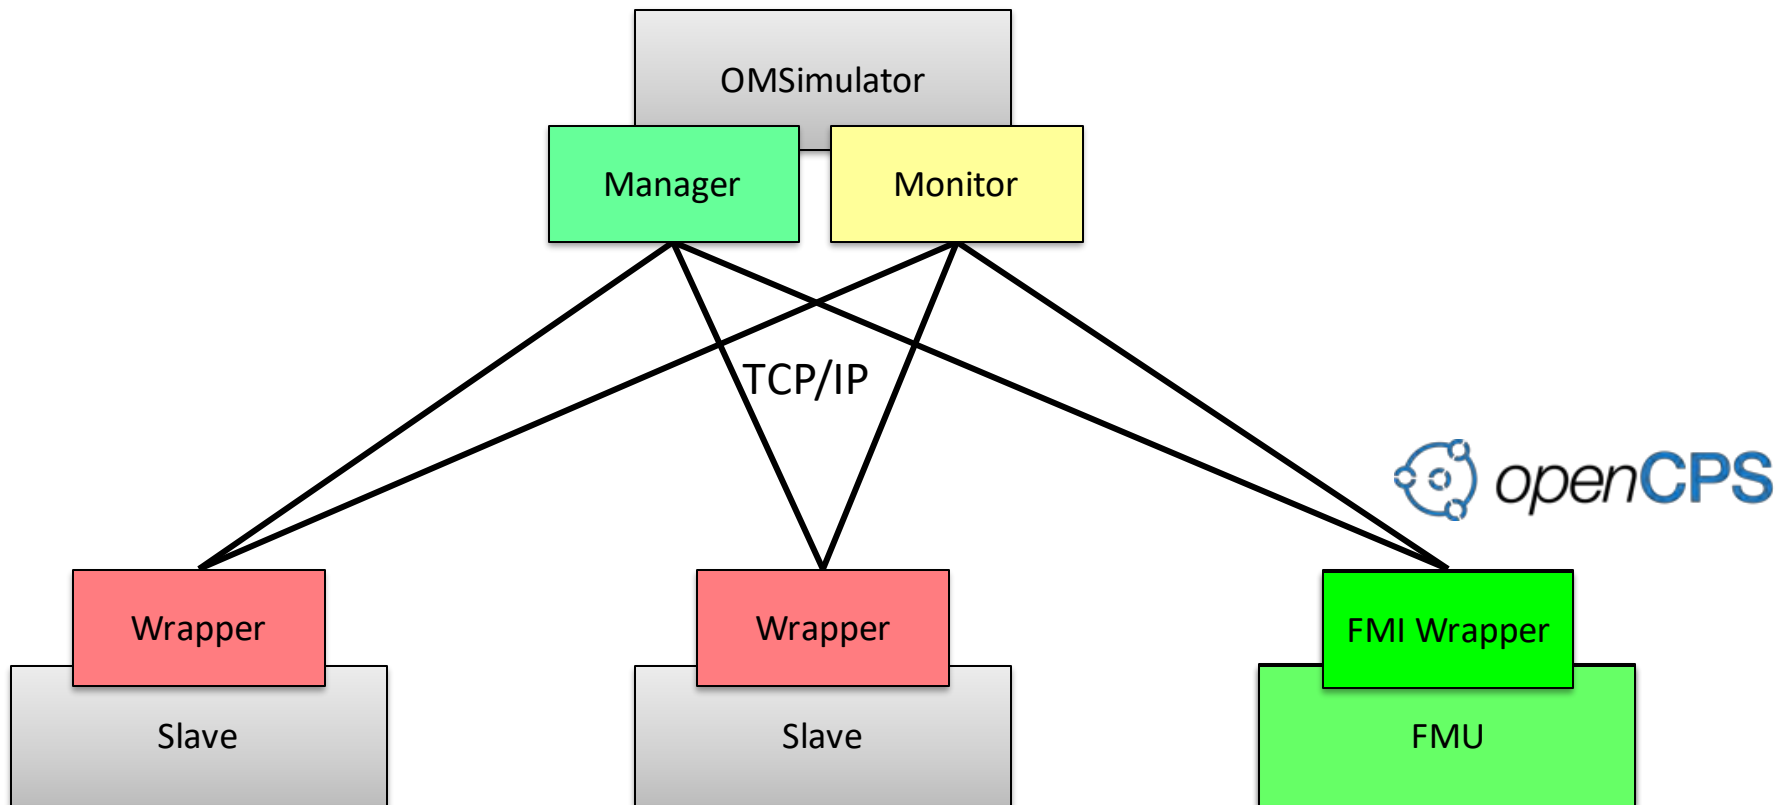 OMSimulator
Manager
Monitor
TCP/IP
openCPS
Wrapper
Wrapper
FMI Wrapper
Slave
Slave
FMU